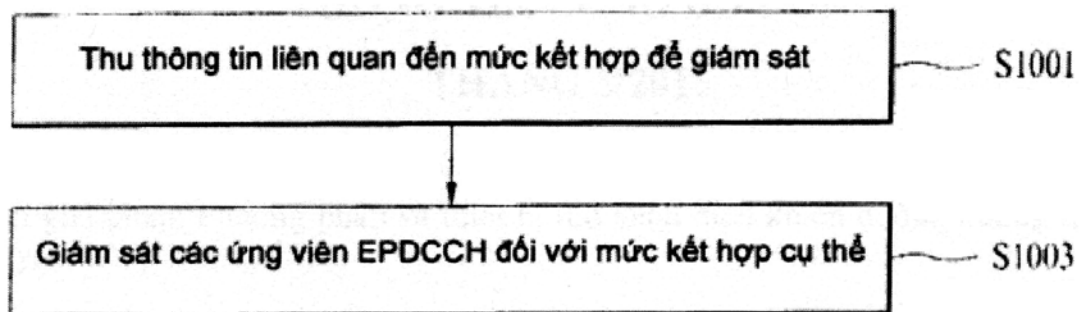 Thu thông tin liên quan đến mức kết hợp để giám sát
S1001
Giám sát các ứng viên EPDCCH đối với mức kết hợp cụ thể
S1003